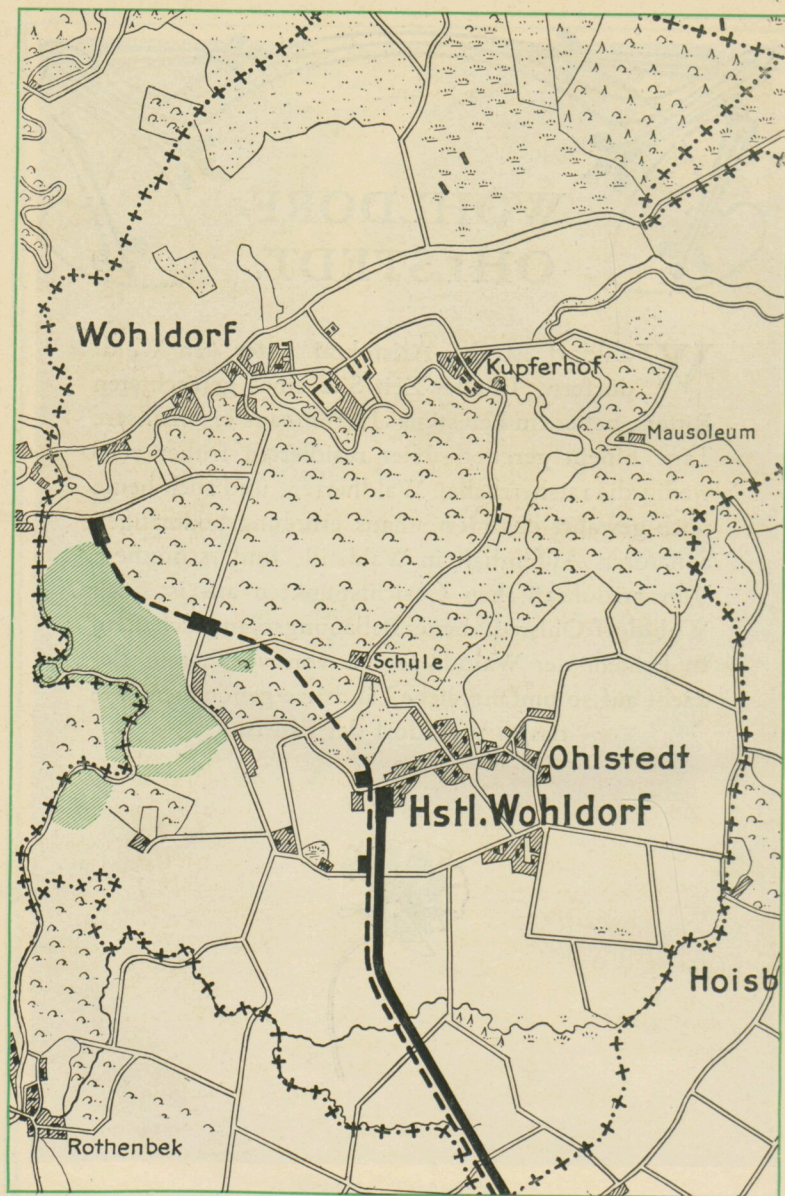 Wohldorf
Kupferhof
Mausoleum
Schule
Ohlstedt
Hstl. Wohldorf
Hoisb
Rothenbek